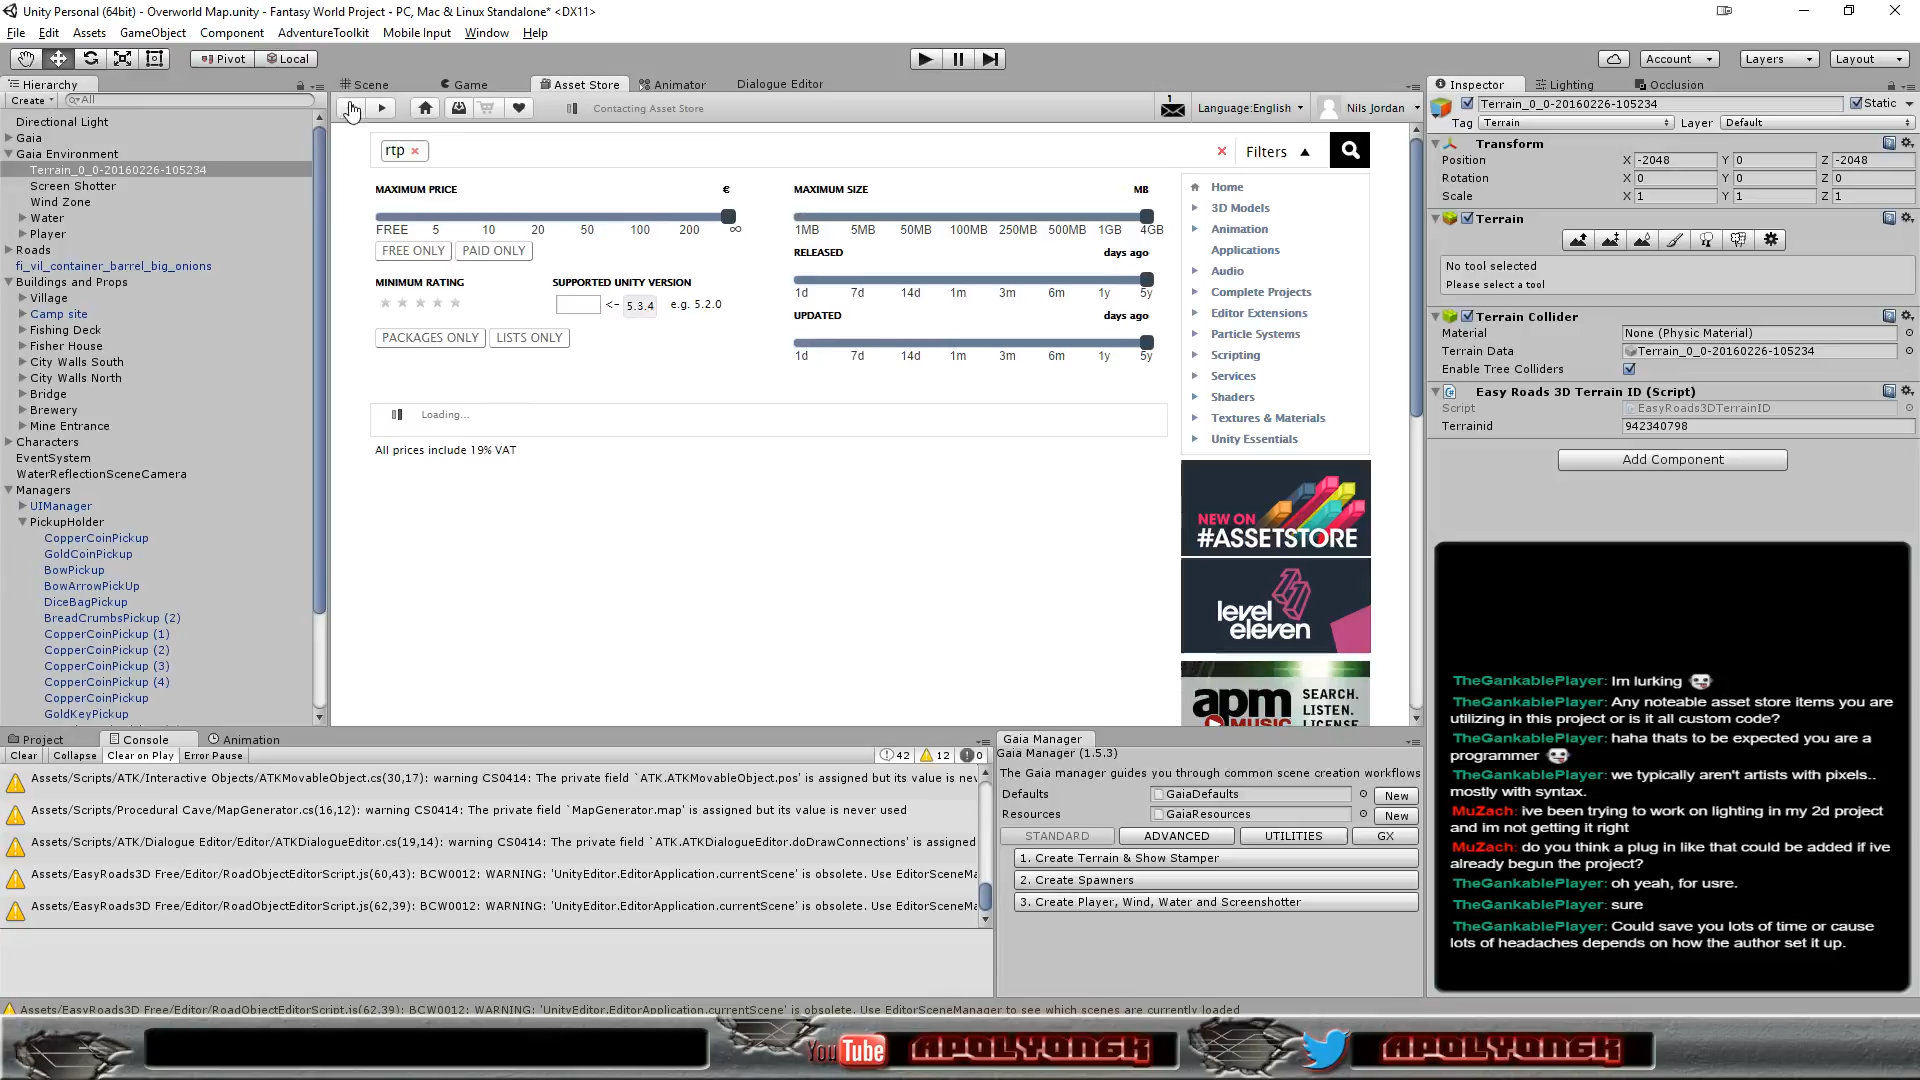 Unity Personal (64bit) - Overworld Map.unity - Fantasy World Project - PC, Mac & Linux Standalone* <DX11>
File Edit Assets GameObject Component AdventureToolkit Mobile Input Window Help
Pivot Local Account Layers Layout
Hierarchy Scene Game Asset Store Animator Dialogue Editor Inspector Lighting Occlusion
Create All
Directional Light
Gaia
Gaia Environment
Terrain_0_0-20160226-105234
Screen Shotter
Wind Zone
Water
Player
Roads
fi_vil_container_barrel_big_onions
Buildings and Props
Village
Camp site
Fishing Deck
Fisher House
City Walls South
City Walls North
Bridge
Brewery
Mine Entrance
Characters
EventSystem
WaterReflectionSceneCamera
Managers
UIManager
PickupHolder
CopperCoinPickup
GoldCoinPickup
BowPickup
BowArrowPickUp
DiceBagPickup
BreadCrumbsPickup (2)
CopperCoinPickup (1)
CopperCoinPickup (2)
CopperCoinPickup (3)
CopperCoinPickup (4)
CopperCoinPickup
GoldKeyPickup
Contacting Asset Store
1
Language:English Nils Jordan
rtp × × Filters
MAXIMUM PRICE €
FREE 5 10 20 50 100 200 ∞
FREE ONLY PAID ONLY
MINIMUM RATING SUPPORTED UNITY VERSION
<- 5.3.4 e.g. 5.2.0
PACKAGES ONLY LISTS ONLY
MAXIMUM SIZE MB
1MB 5MB 50MB 100MB 250MB 500MB 1GB 4GB
RELEASED days ago
1d 7d 14d 1m 3m 6m 1y 5y
UPDATED days ago
1d 7d 14d 1m 3m 6m 1y 5y
Loading...
All prices include 19% VAT
Home
3D Models
Animation
Applications
Audio
Complete Projects
Editor Extensions
Particle Systems
Scripting
Services
Shaders
Textures & Materials
Unity Essentials
NEW ON
#ASSETSTORE
11
level
eleven
apm
MUSIC
SEARCH.
LISTEN.
LICENSE
Terrain_0_0-20160226-105234 Static
Tag Terrain Layer Default
Transform
Position X -2048 Y 0 Z -2048
Rotation X 0 Y 0 Z 0
Scale X 1 Y 1 Z 1
Terrain
No tool selected
Please select a tool
Terrain Collider
Material None (Physic Material)
Terrain Data Terrain_0_0-20160226-105234
Enable Tree Colliders
Easy Roads 3D Terrain ID (Script)
Script EasyRoads3DTerrainID
Terrainid 942340798
Add Component
TheGankablePlayer: Im lurking
TheGankablePlayer: Any noteable asset store items you are
utilizing in this project or is it all custom code?
TheGankablePlayer: haha thats to be expected you are a
programmer
TheGankablePlayer: we typically aren't artists with pixels..
mostly with syntax.
MuZach: ive been trying to work on lighting in my 2d project
and im not getting it right
MuZach: do you think a plug in like that could be added if ive
already begun the project?
TheGankablePlayer: oh yeah, for usre.
TheGankablePlayer: sure
TheGankablePlayer: Could save you lots of time or cause
lots of headaches depends on how the author set it up.
Project Console Animation
Clear Collapse Clear on Play Error Pause 42 12 0
Assets/Scripts/ATK/Interactive Objects/ATKMovableObject.cs(30,17): warning CS0414: The private field `ATK.ATKMovableObject.pos' is assigned but its value is nev
Assets/Scripts/Procedural Cave/MapGenerator.cs(16,12): warning CS0414: The private field `MapGenerator.map' is assigned but its value is never used
Assets/Scripts/ATK/Dialogue Editor/Editor/ATKDialogueEditor.cs(19,14): warning CS0414: The private field `ATK.ATKDialogueEditor.doDrawConnections' is assigned
Assets/EasyRoads3D Free/Editor/RoadObjectEditorScript.js(60,43): BCW0012: WARNING: 'UnityEditor.EditorApplication.currentScene' is obsolete. Use EditorSceneMa
Assets/EasyRoads3D Free/Editor/RoadObjectEditorScript.js(62,39): BCW0012: WARNING: 'UnityEditor.EditorApplication.currentScene' is obsolete. Use EditorSceneMa
Gaia Manager
Gaia Manager (1.5.3)
The Gaia manager guides you through common scene creation workflows
Defaults GaiaDefaults New
Resources GaiaResources New
STANDARD ADVANCED UTILITIES GX
1. Create Terrain & Show Stamper
2. Create Spawners
3. Create Player, Wind, Water and Screenshotter
Assets/EasyRoads3D Free/Editor/RoadObjectEditorScript.js(62,39): BCW0012: WARNING: 'UnityEditor.EditorApplication.currentScene' is obsolete. Use EditorSceneManager to see which scenes are currently loaded
YouTube APOLYON6K APOLYON6K